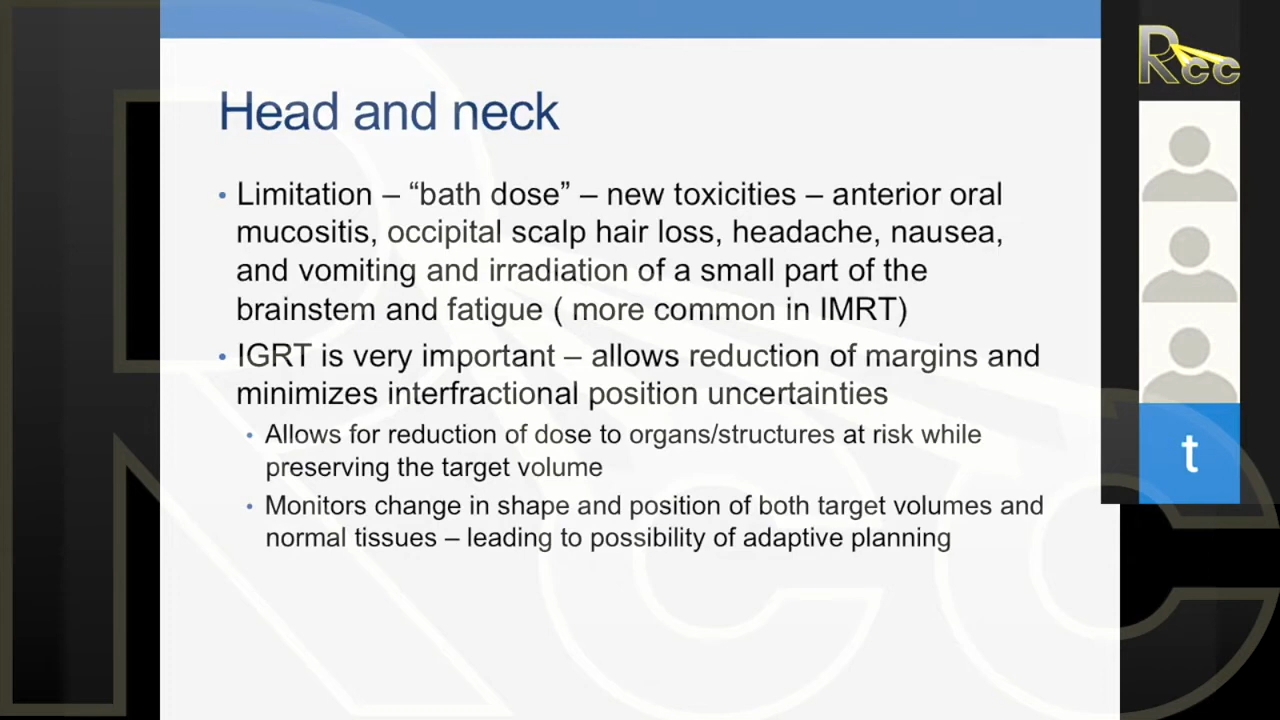 Head and neck
• Limitation – “bath dose” – new toxicities – anterior oral
mucositis, occipital scalp hair loss, headache, nausea,
and vomiting and irradiation of a small part of the
brainstem and fatigue ( more common in IMRT)
• IGRT is very important – allows reduction of margins and
minimizes interfractional position uncertainties
• Allows for reduction of dose to organs/structures at risk while
preserving the target volume
• Monitors change in shape and position of both target volumes and
normal tissues – leading to possibility of adaptive planning
Rcc
t